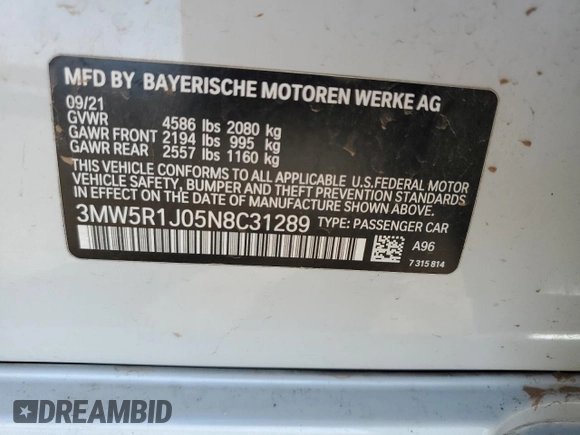 MFD BY BAYERISCHE MOTOREN WERKE AG
09/21
GVWR 4586 lbs 2080 kg
GAWR FRONT 2194 lbs 995 kg
GAWR REAR 2557 lbs 1160 kg
THIS VEHICLE CONFORMS TO ALL APPLICABLE U.S.FEDERAL MOTOR
VEHICLE SAFETY, BUMPER AND THEFT PREVENTION STANDARDS
IN EFFECT ON THE DATE OF MANUFACTURE SHOWN ABOVE.
3MW5R1J05N8C31289 TYPE: PASSENGER CAR
A96
7 315 814
DREAMBID